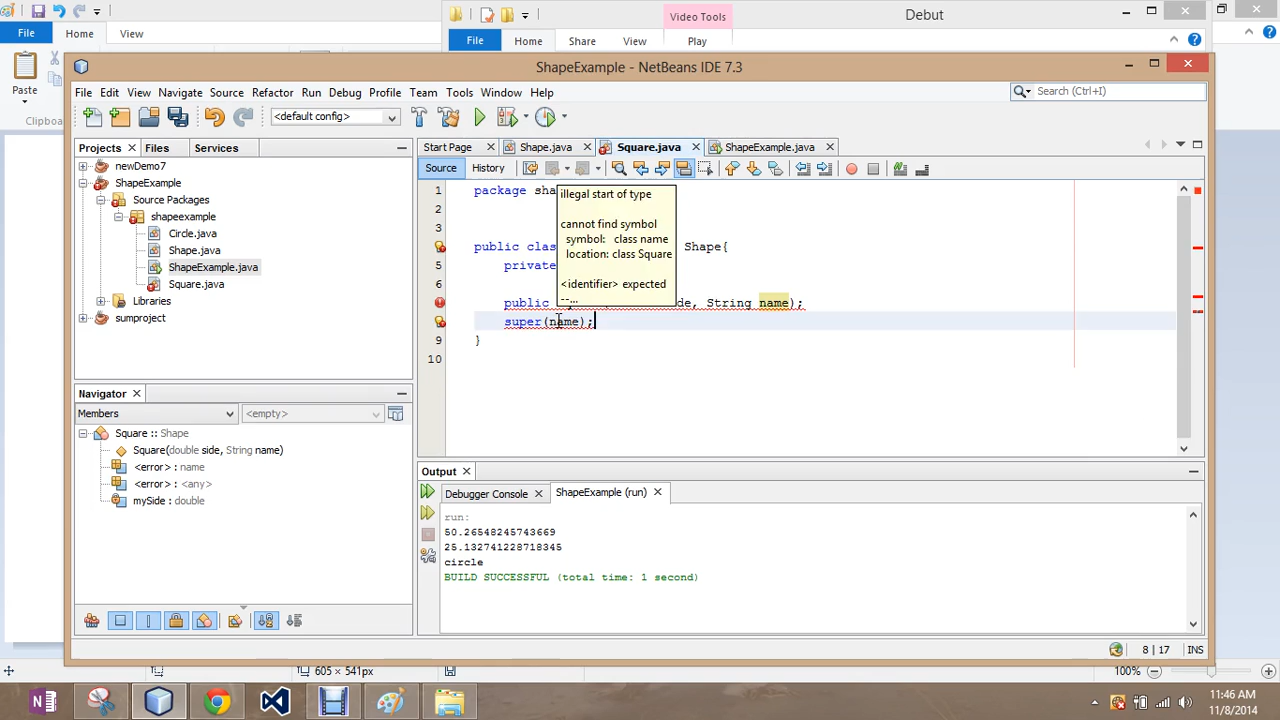 File
Home
View
Paste
Clipboa
Video Tools
Debut
File
Home
Share
View
Play
ShapeExample - NetBeans IDE 7.3
File Edit View Navigate Source Refactor Run Debug Profile Team Tools Window Help
Search (Ctrl+I)
<default config>
Projects
Files
Services
newDemo7
ShapeExample
Source Packages
shapeexample
Circle.java
Shape.java
ShapeExample.java
Square.java
Libraries
sumproject
Start Page
Shape.java
Square.java
ShapeExample.java
Source
History
1 package sha
2
3
public clas Shape{
5 private
6
public de, String name);
super(name);
9 }
10
illegal start of type
cannot find symbol
symbol: class name
location: class Square
<identifier> expected
--...
Navigator
Members
<empty>
Square :: Shape
Square(double side, String name)
<error> : name
<error> : <any>
mySide : double
Output
Debugger Console
ShapeExample (run)
run:
50.26548245743669
25.132741228718345
circle
BUILD SUCCESSFUL (total time: 1 second)
8 | 17
INS
605 × 541px
100%
11:46 AM
11/8/2014